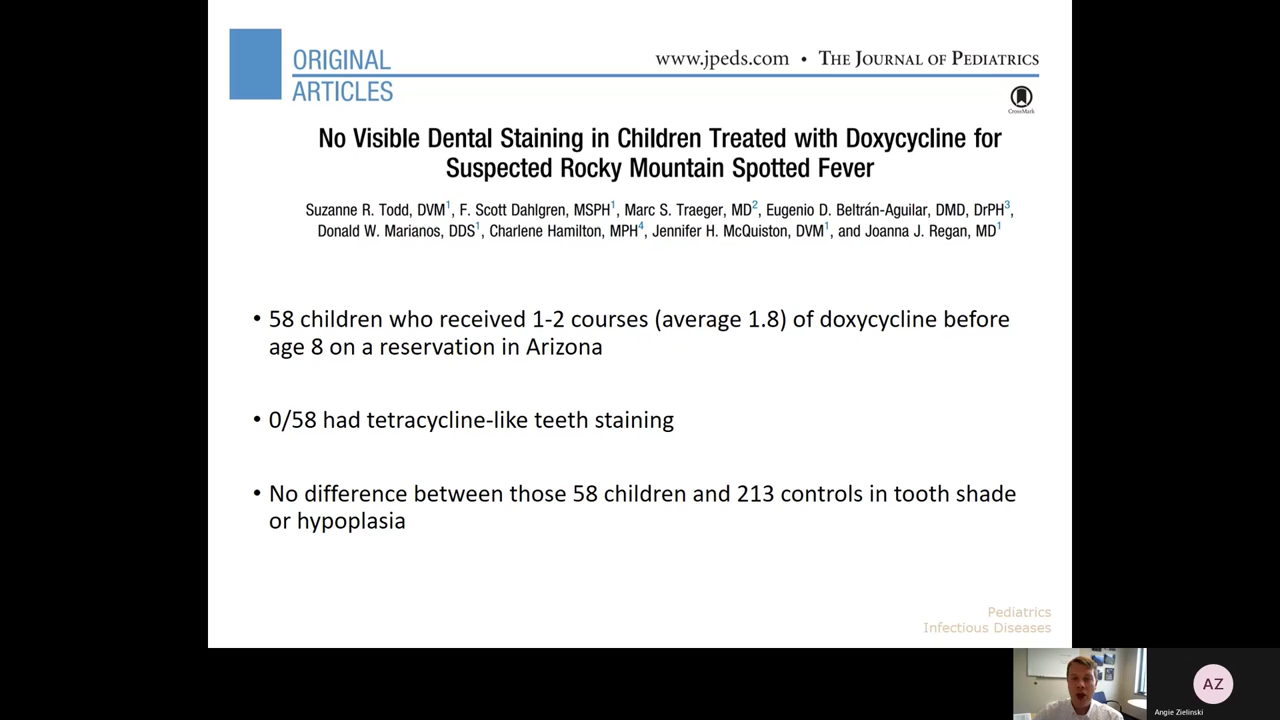 ORIGINAL
ARTICLES
www.jpeds.com • THE JOURNAL OF PEDIATRICS
CrossMark
No Visible Dental Staining in Children Treated with Doxycycline for
Suspected Rocky Mountain Spotted Fever
Suzanne R. Todd, DVM1, F. Scott Dahlgren, MSPH1, Marc S. Traeger, MD2, Eugenio D. Beltrán-Aguilar, DMD, DrPH3,
Donald W. Marianos, DDS1, Charlene Hamilton, MPH4, Jennifer H. McQuiston, DVM1, and Joanna J. Regan, MD1
• 58 children who received 1-2 courses (average 1.8) of doxycycline before
age 8 on a reservation in Arizona
• 0/58 had tetracycline-like teeth staining
• No difference between those 58 children and 213 controls in tooth shade
or hypoplasia
Pediatrics
Infectious Diseases
AZ
Angie Zielinski